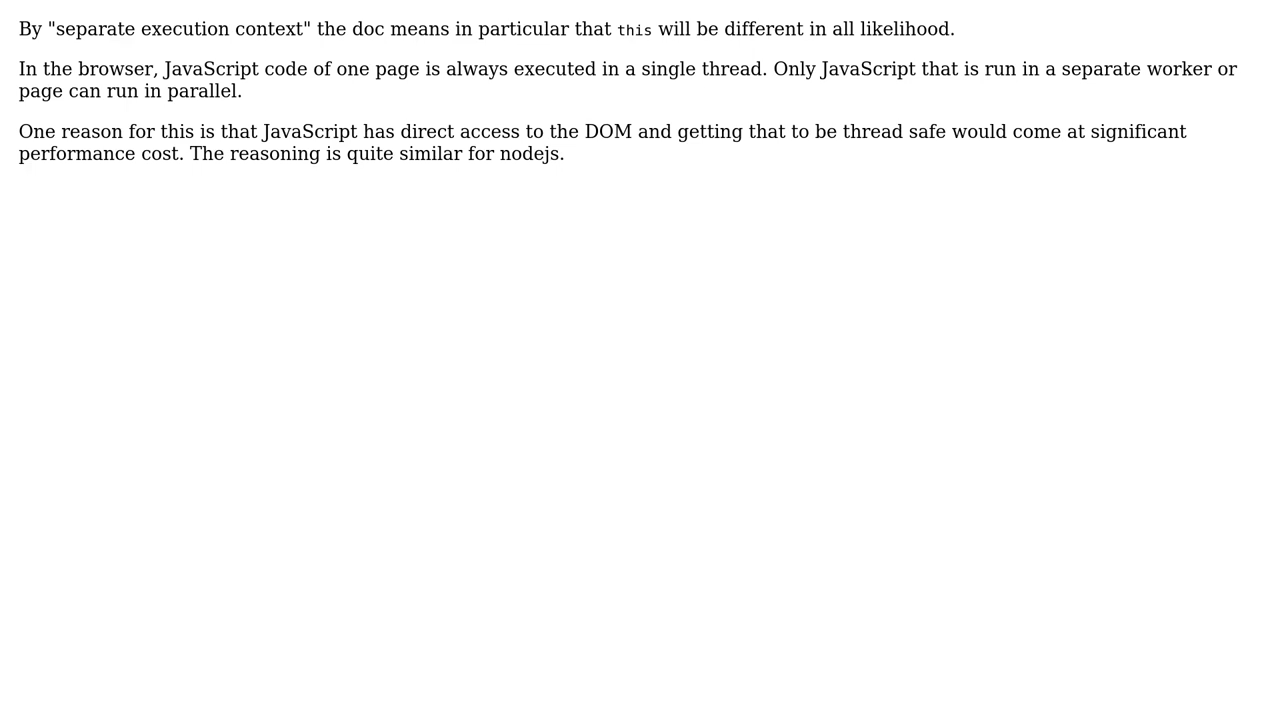 By "separate execution context" the doc means in particular that this will be different in all likelihood.
In the browser, JavaScript code of one page is always executed in a single thread. Only JavaScript that is run in a separate worker or
page can run in parallel.
One reason for this is that JavaScript has direct access to the DOM and getting that to be thread safe would come at significant
performance cost. The reasoning is quite similar for nodejs.